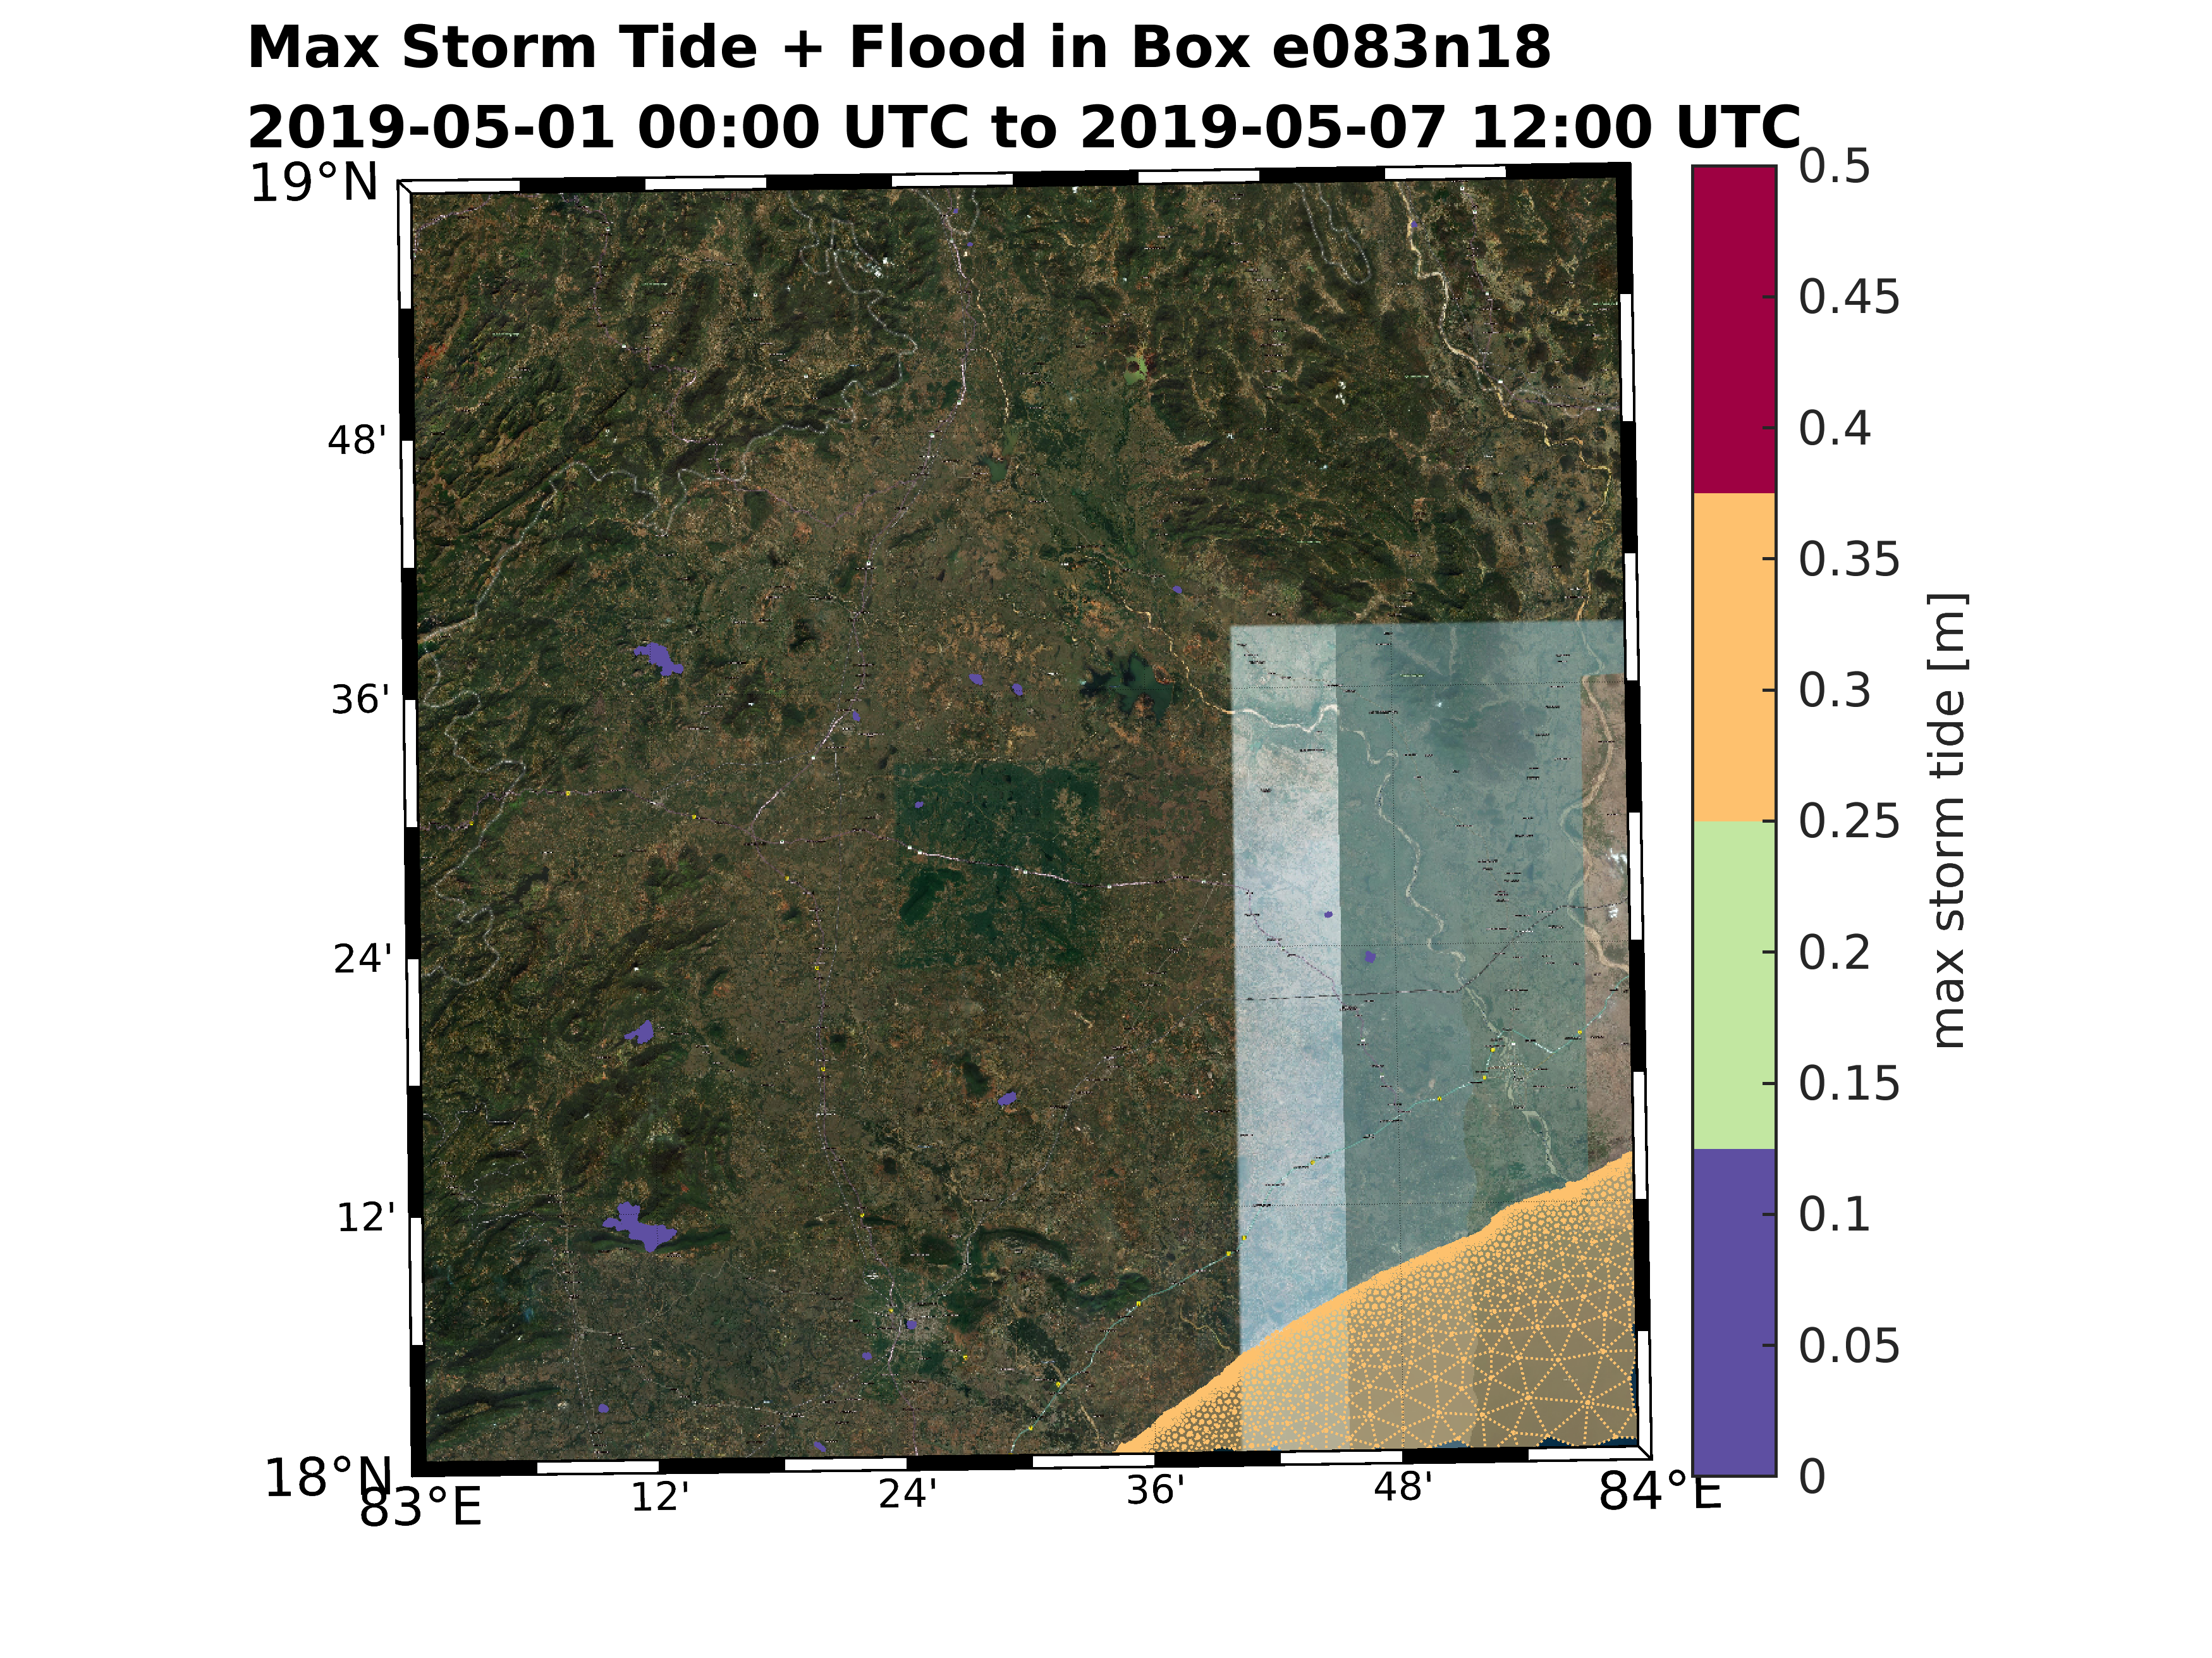 Max Storm Tide + Flood in Box e083n18
2019-05-01 00:00 UTC to 2019-05-07 12:00 UTC
19°N
48'
36'
24'
12'
18°N
83°E
12'
24'
36'
48'
84°E
0.5
0.45
0.4
0.35
0.3
0.25
0.2
0.15
0.1
0.05
0
max storm tide [m]